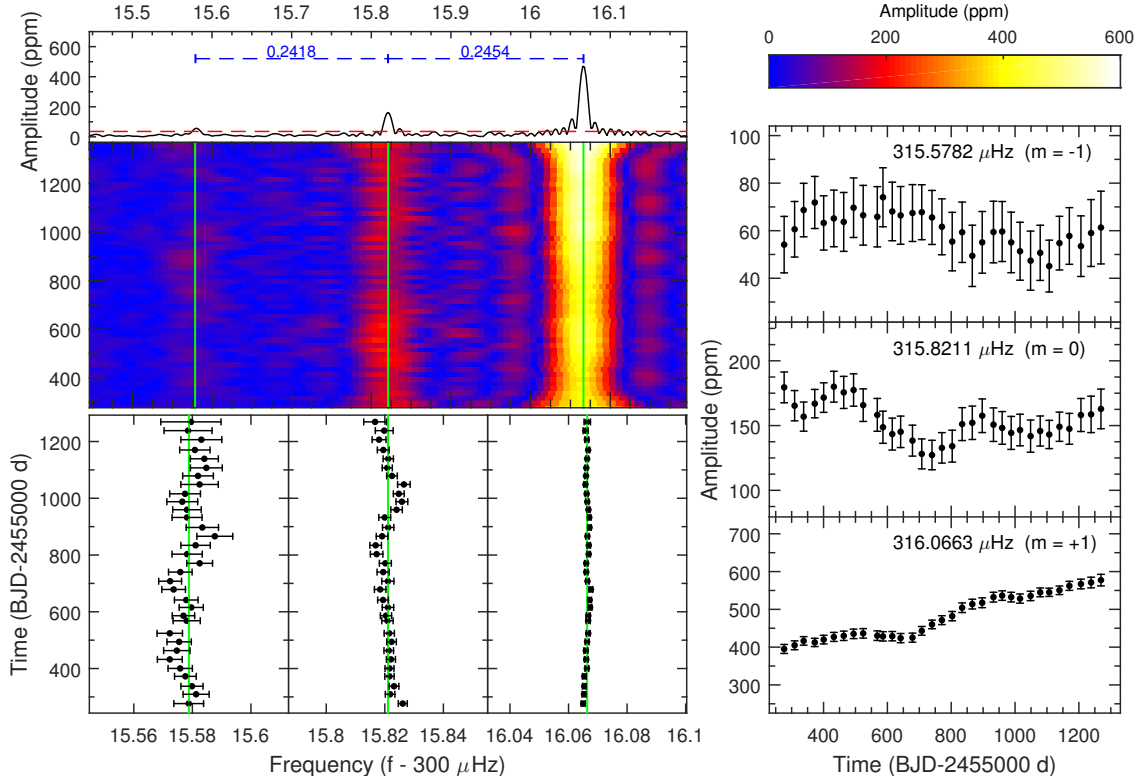 15.5 15.6 15.7 15.8 15.9 16 16.1
Amplitude (ppm)
600
400
200
0
0.2418 0.2454
Time (BJD-2455000 d)
1200
1000
800
600
400
1200
1000
800
600
400
15.56 15.58 15.6 15.8 15.82 15.84 16.04 16.06 16.08 16.1
Frequency (f - 300 μHz)
Amplitude (ppm)
0 200 400 600
Amplitude (ppm)
100
80
60
40
315.5782 μHz (m = -1)
200
150
100
315.8211 μHz (m = 0)
600
500
400
300
316.0663 μHz (m = +1)
400 600 800 1000 1200
Time (BJD-2455000 d)